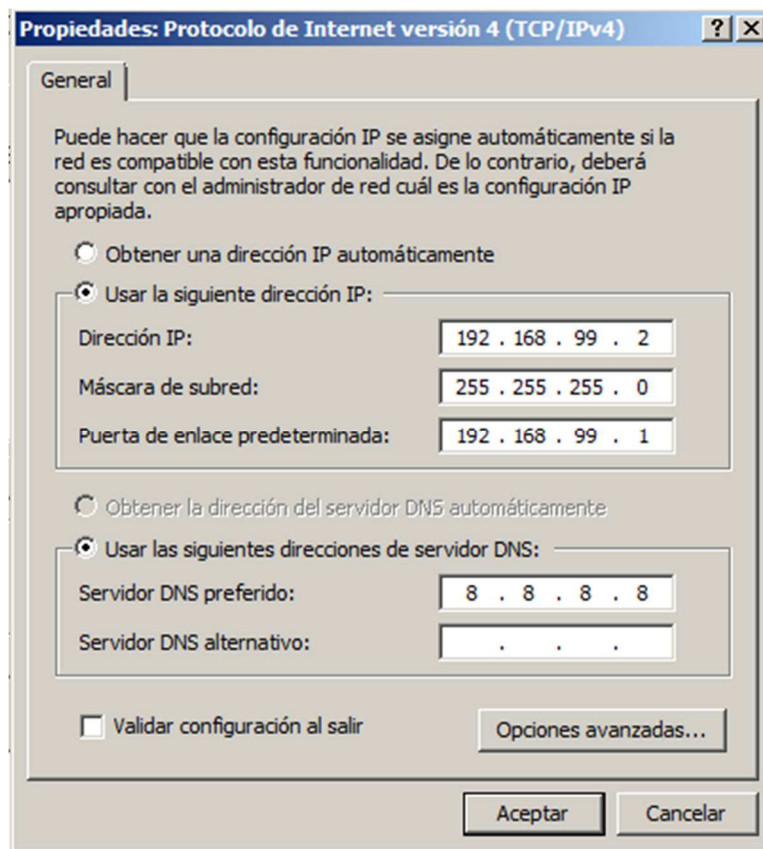 Propiedades: Protocolo de Internet versión 4 (TCP/IPv4)
General
Puede hacer que la configuración IP se asigne automáticamente si la
red es compatible con esta funcionalidad. De lo contrario, deberá
consultar con el administrador de red cuál es la configuración IP
apropiada.
Obtener una dirección IP automáticamente
Usar la siguiente dirección IP:
Dirección IP: 192 . 168 . 99 . 2
Máscara de subred: 255 . 255 . 255 . 0
Puerta de enlace predeterminada: 192 . 168 . 99 . 1
Obtener la dirección del servidor DNS automáticamente
Usar las siguientes direcciones de servidor DNS:
Servidor DNS preferido: 8 . 8 . 8 . 8
Servidor DNS alternativo: . . .
Validar configuración al salir
Opciones avanzadas...
Aceptar Cancelar